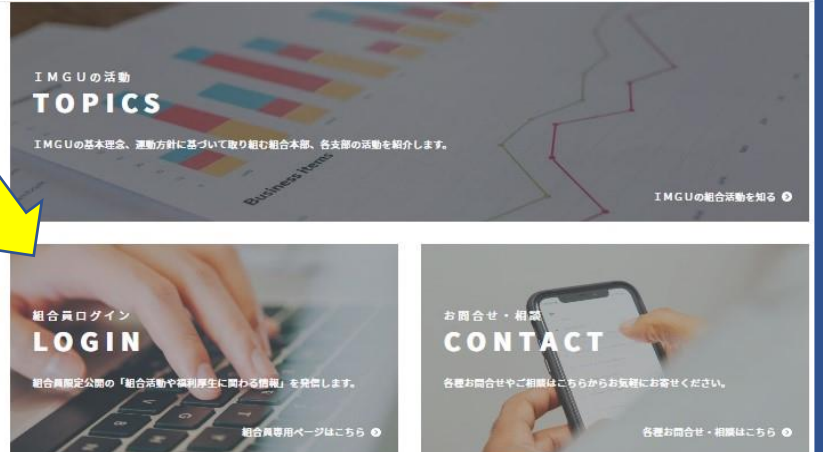 IMGUの活動
TOPICS
IMGUの基本理念、運動方針に基づいて取り組む組合本部、各支部の活動を紹介します。
Business items
IMGUの組合活動を知る
組合員ログイン
LOGIN
組合員限定公開の「組合活動や福利厚生に関わる情報」を発信します。
組合員専用ページはこちら
お問合せ・相談
CONTACT
各種お問合せやご相談はこちらからお気軽にお寄せください。
各種お問合せ・相談はこちら